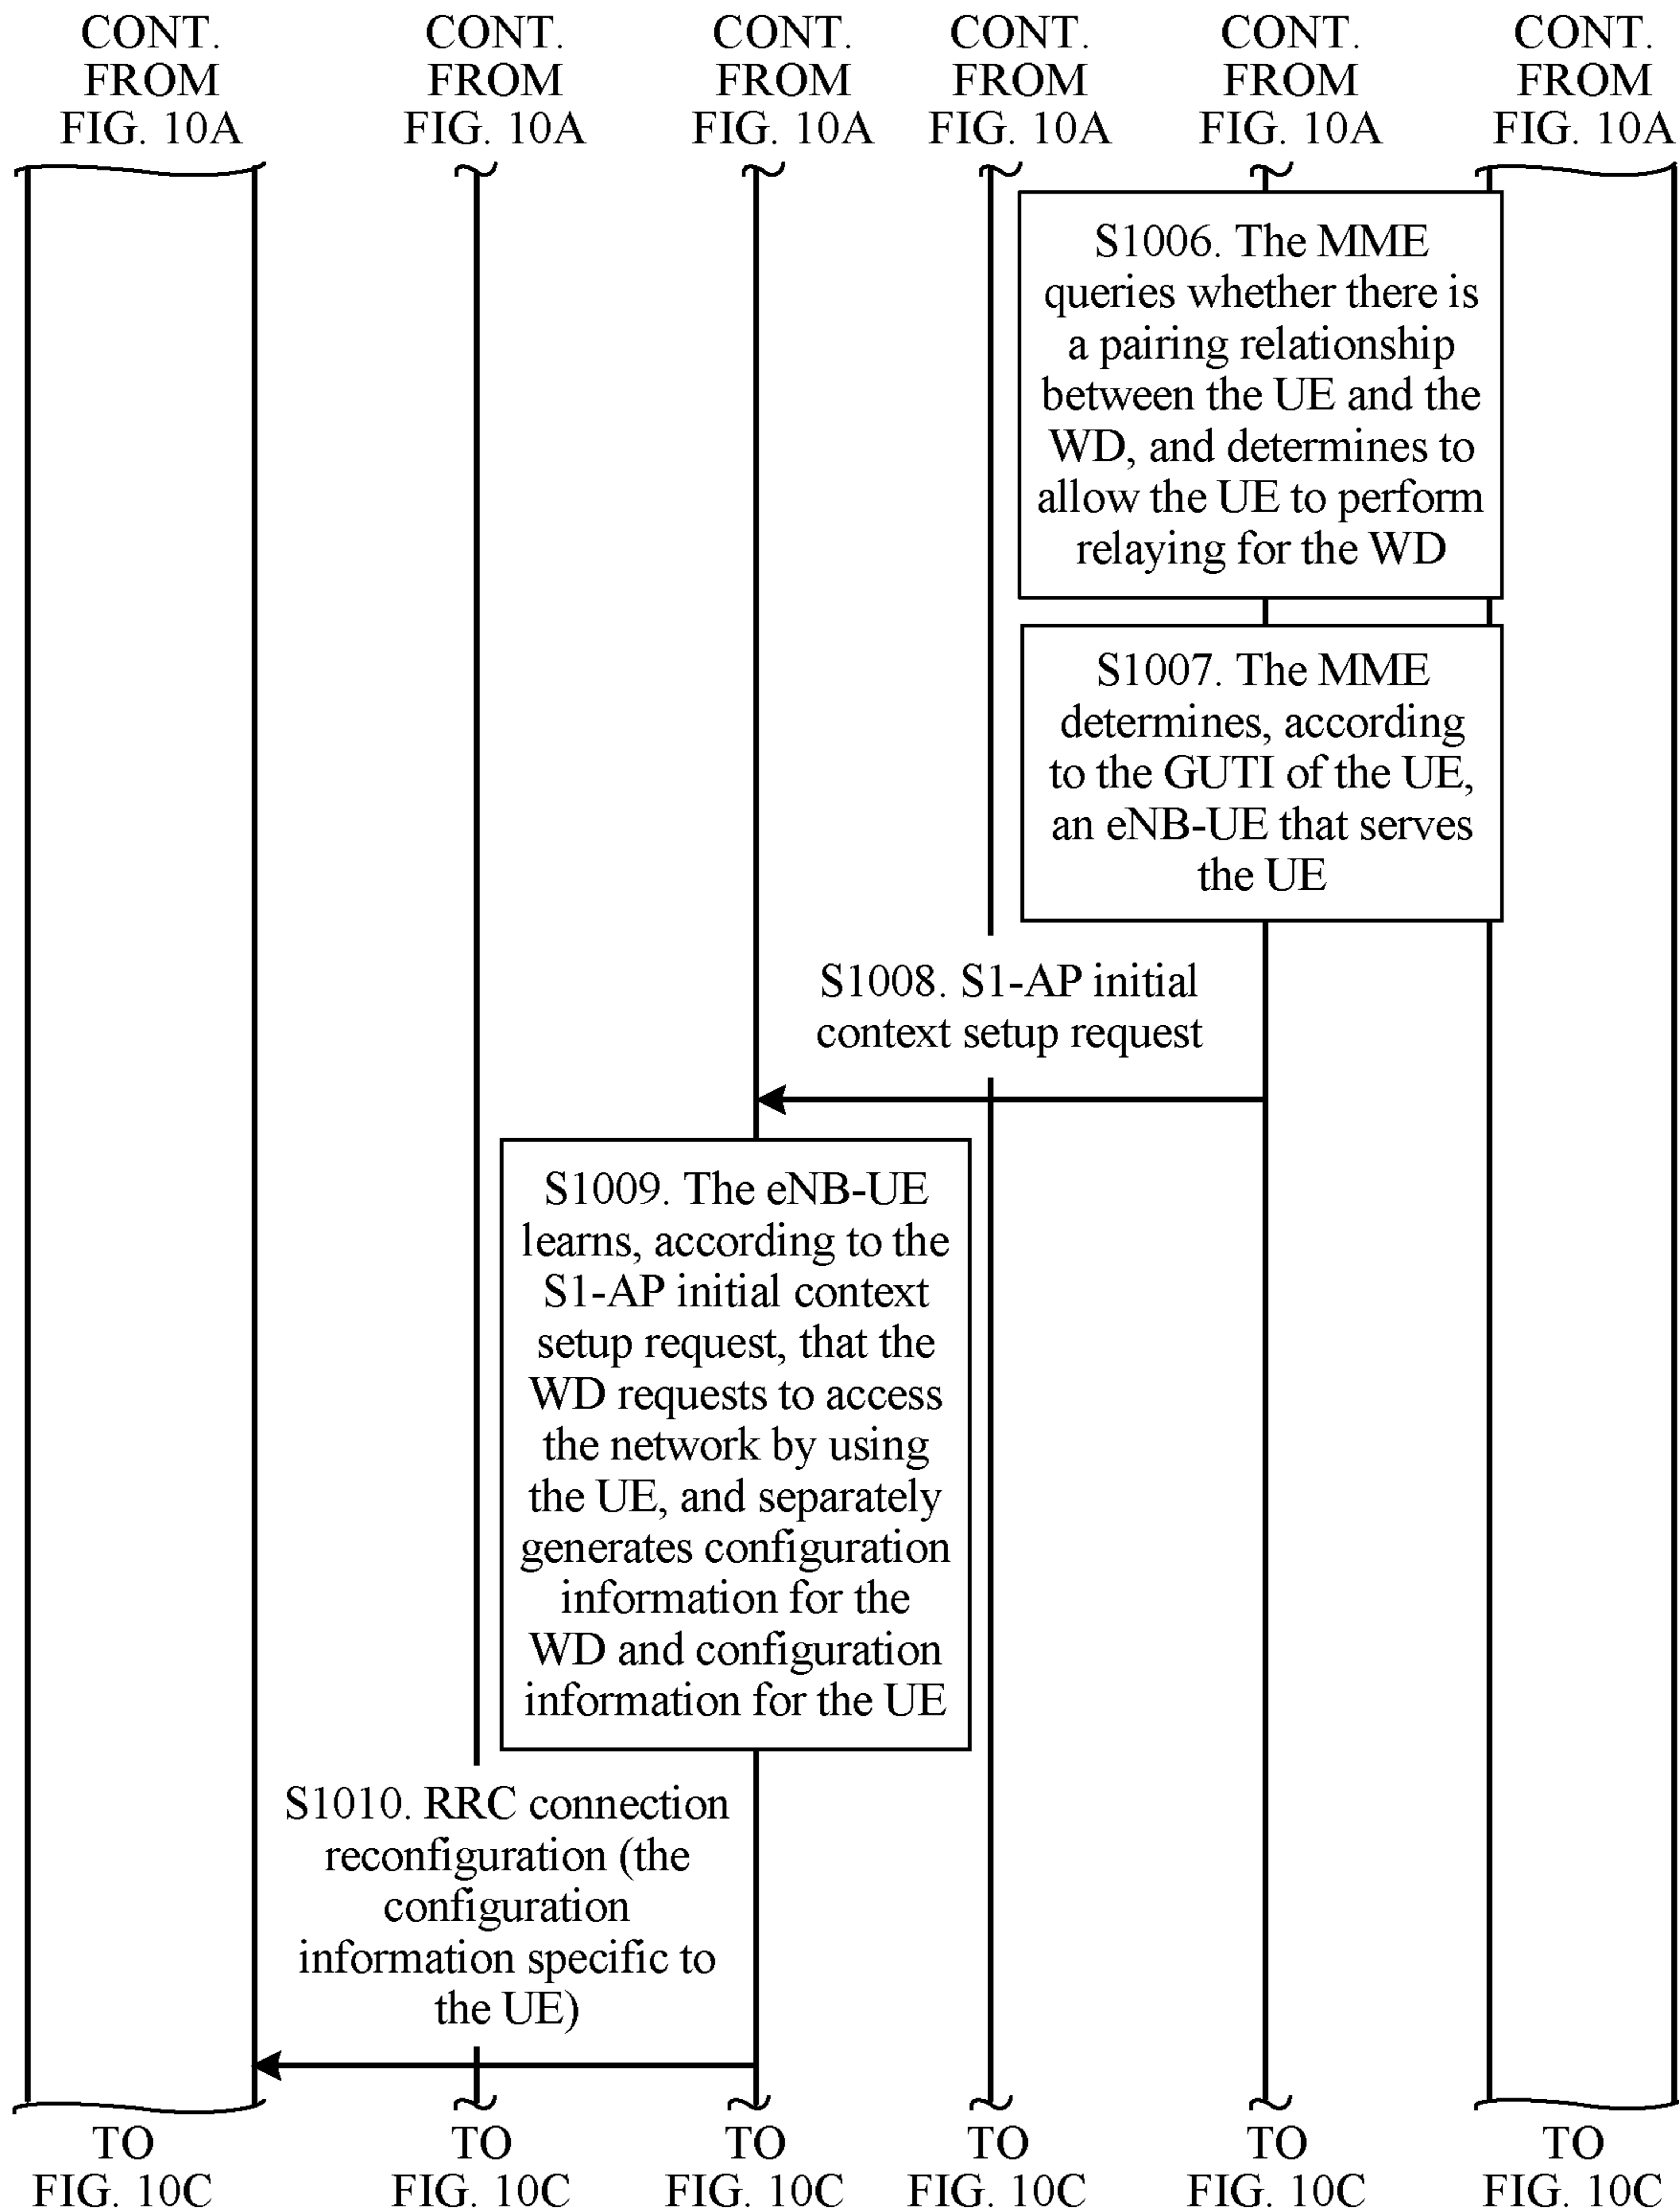 CONT.
FROM
FIG. 10A
CONT.
FROM
FIG. 10A
CONT.
FROM
FIG. 10A
CONT.
FROM
FIG. 10A
CONT.
FROM
FIG. 10A
CONT.
FROM
FIG. 10A
S1006. The MME
queries whether there is
a pairing relationship
between the UE and the
WD, and determines to
allow the UE to perform
relaying for the WD
S1007. The MME
determines, according
to the GUTI of the UE,
an eNB-UE that serves
the UE
S1008. S1-AP initial
context setup request
S1009. The eNB-UE
learns, according to the
S1-AP initial context
setup request, that the
WD requests to access
the network by using
the UE, and separately
generates configuration
information for the
WD and configuration
information for the UE
S1010. RRC connection
reconfiguration (the
configuration
information specific to
the UE)
TO
FIG. 10C
TO
FIG. 10C
TO
FIG. 10C
TO
FIG. 10C
TO
FIG. 10C
TO
FIG. 10C